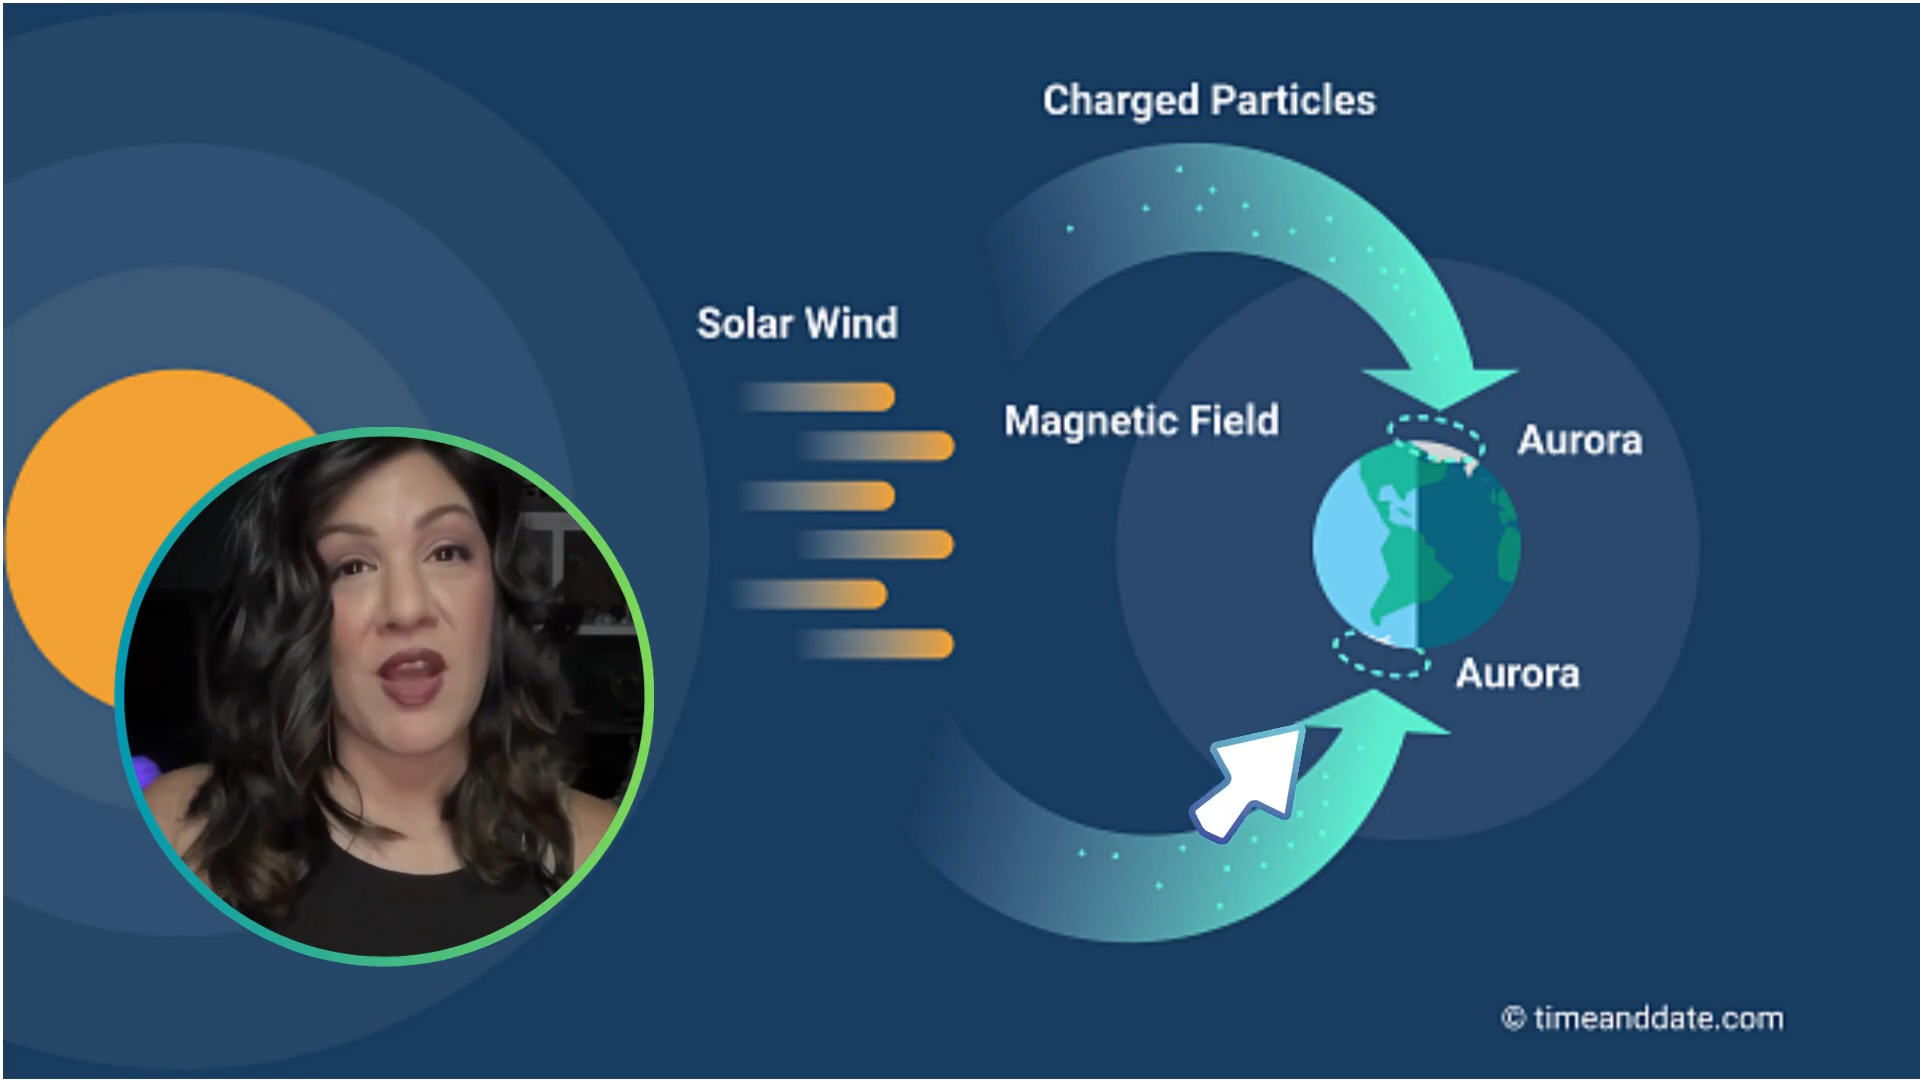 Charged Particles
Solar Wind
Magnetic Field
Aurora
Aurora
© timeanddate.com